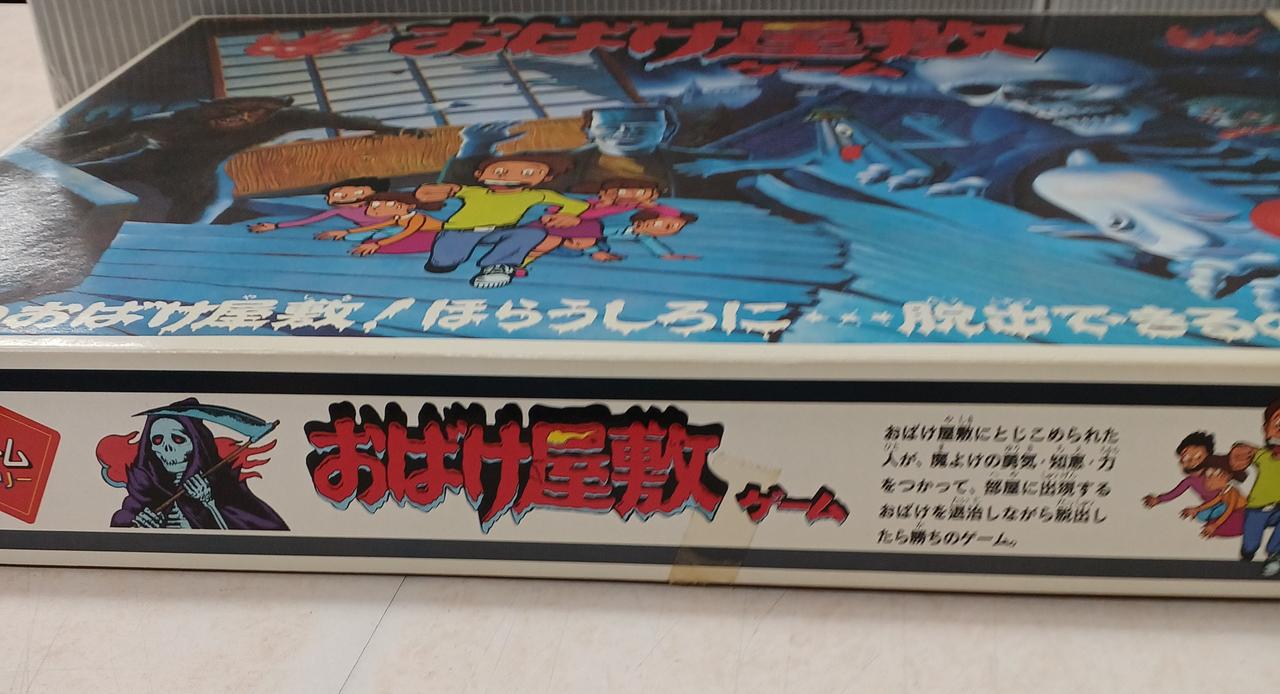 おばけ屋敷
ゲーム
おばけ屋敷!ほらうしろに・・・脱出できる
おばけ屋敷
ゲーム
おばけ屋敷にとじこめられた
人が、魔よけの勇気・知恵・力
をつかって、部屋に出現する
おばけを退治しながら脱出し
たら勝ちのゲーム。